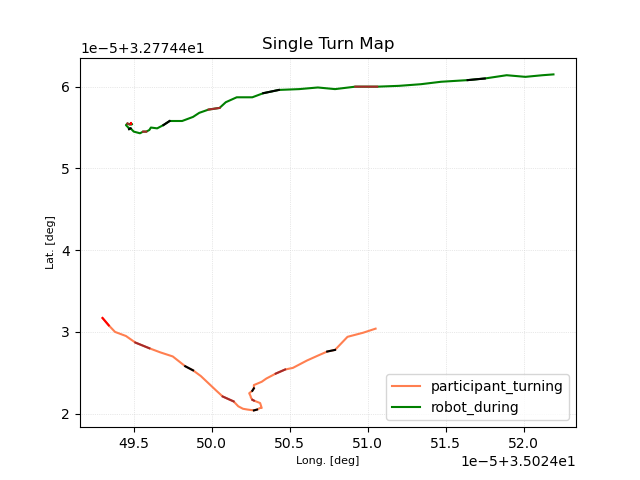 Single Turn Map
1e−5+3.27744e1
6
5
4
3
2
Lat. [deg]
49.5 50.0 50.5 51.0 51.5 52.0
Long. [deg]
1e−5+3.5024e1
participant_turning
robot_during